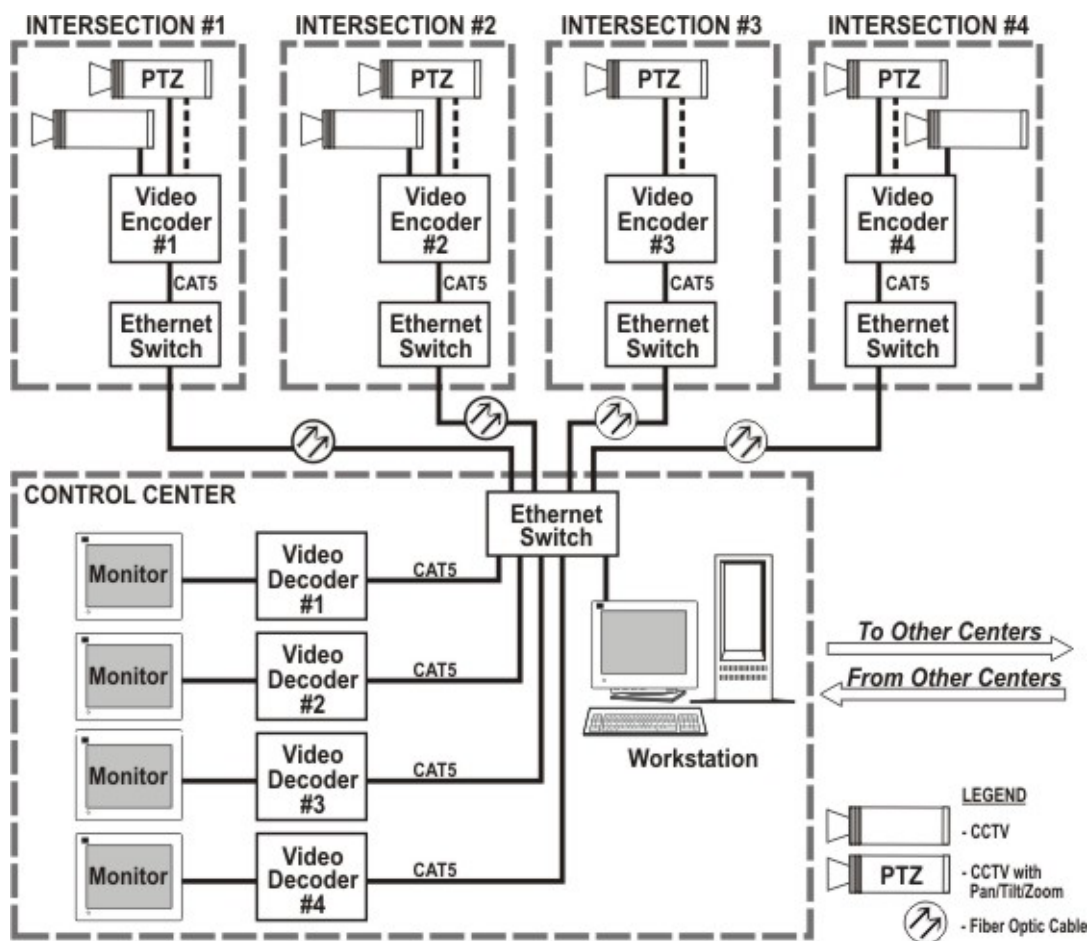 INTERSECTION #1
INTERSECTION #2
INTERSECTION #3
INTERSECTION #4
PTZ
PTZ
PTZ
PTZ
Video
Encoder
#1
Video
Encoder
#2
Video
Encoder
#3
Video
Encoder
#4
CAT5
CAT5
CAT5
CAT5
Ethernet
Switch
Ethernet
Switch
Ethernet
Switch
Ethernet
Switch
CONTROL CENTER
Ethernet
Switch
Monitor
Video
Decoder
#1
CAT5
Monitor
Video
Decoder
#2
CAT5
Monitor
Video
Decoder
#3
CAT5
Monitor
Video
Decoder
#4
CAT5
Workstation
To Other Centers
From Other Centers
LEGEND
- CCTV
PTZ
- CCTV with
Pan/Tilt/Zoom
- Fiber Optic Cable